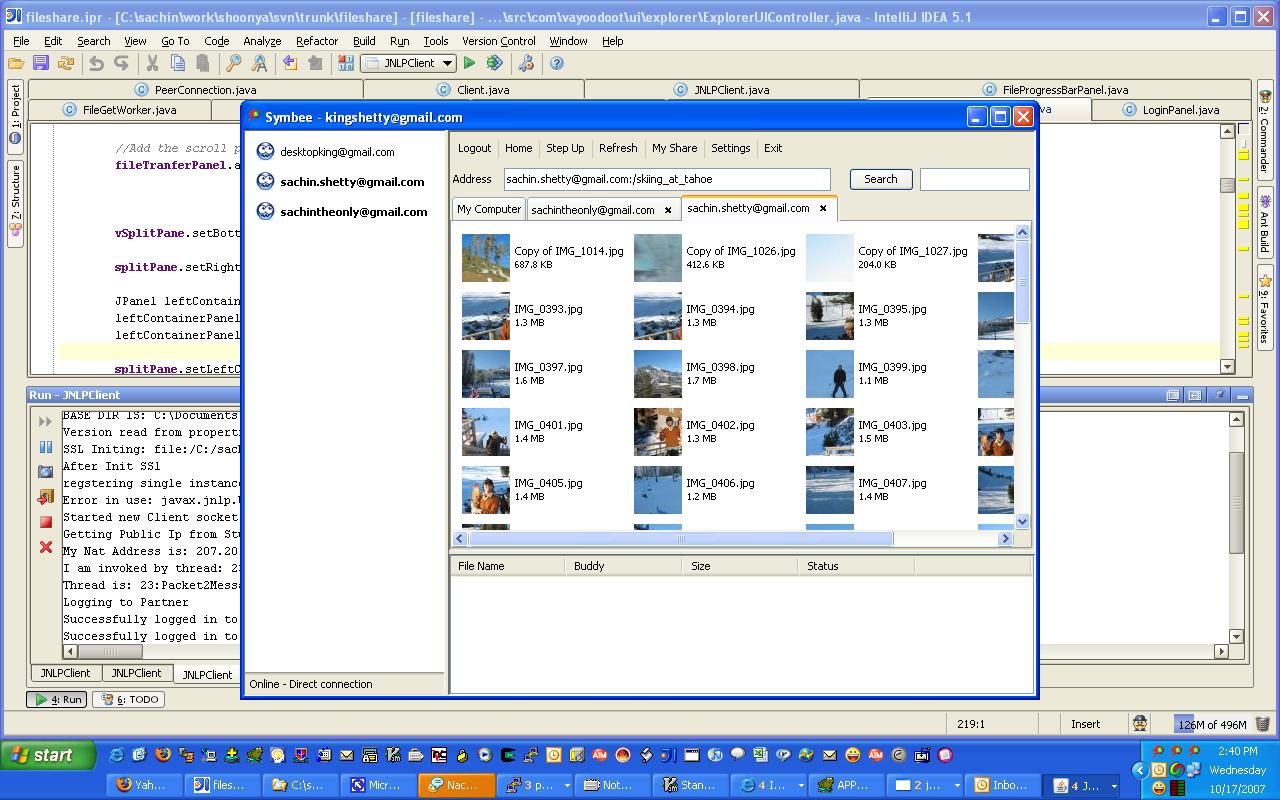 fileshare.ipr - [C:\sachin\work\shoonya\svn\trunk\fileshare] - [fileshare] - ...\src\com\vayoodoot\ui\explorer\ExplorerUIController.java - IntelliJ IDEA 5.1
File Edit Search View Go To Code Analyze Refactor Build Run Tools Version Control Window Help
JNLPClient
PeerConnection.java Client.java JNLPClient.java FileProgressBarPanel.java
FileGetWorker.java LoginPanel.java
1: Project
7: Structure
2: Commander
Ant Build
9: Favorites
//Add the scroll p
fileTranferPanel.a
vSplitPane.setBott
splitPane.setRight
JPanel leftContain
leftContainerPanel
leftContainerPanel
splitPane.setLeftC
Symbee - kingshetty@gmail.com
desktopking@gmail.com
sachin.shetty@gmail.com
sachintheonly@gmail.com
Logout Home Step Up Refresh My Share Settings Exit
Address sachin.shetty@gmail.com:/skiing_at_tahoe Search
My Computer sachintheonly@gmail.com x sachin.shetty@gmail.com x
Copy of IMG_1014.jpg Copy of IMG_1026.jpg Copy of IMG_1027.jpg
687.8 KB 412.6 KB 204.0 KB
IMG_0393.jpg IMG_0394.jpg IMG_0395.jpg
1.3 MB 1.3 MB 1.3 MB
IMG_0397.jpg IMG_0398.jpg IMG_0399.jpg
1.6 MB 1.7 MB 1.1 MB
IMG_0401.jpg IMG_0402.jpg IMG_0403.jpg
1.4 MB 1.3 MB 1.5 MB
IMG_0405.jpg IMG_0406.jpg IMG_0407.jpg
1.4 MB 1.2 MB 1.4 MB
File Name Buddy Size Status
Online - Direct connection
Run - JNLPClient
BASE DIR IS: C:\Documents
Version read from properti
SSL Initing: file:/C:/sach
After Init SSl
regstering single instance
Error in use: javax.jnlp.U
Started new Client socket
Getting Public Ip from Stu
My Nat Address is: 207.20
I am invoked by thread: 23
Thread is: 23:Packet2Messa
Logging to Partner
Successfully logged in to
Successfully logged in to
JNLPClient JNLPClient JNLPClient
4: Run 6: TODO
219:1 Insert 126M of 496M
start
Yah... files... C:\s... Micr... Nac... 3 p... Not... Stan... 4 I... APP... 2 j... Inbo... 4 J...
2:40 PM
Wednesday
10/17/2007